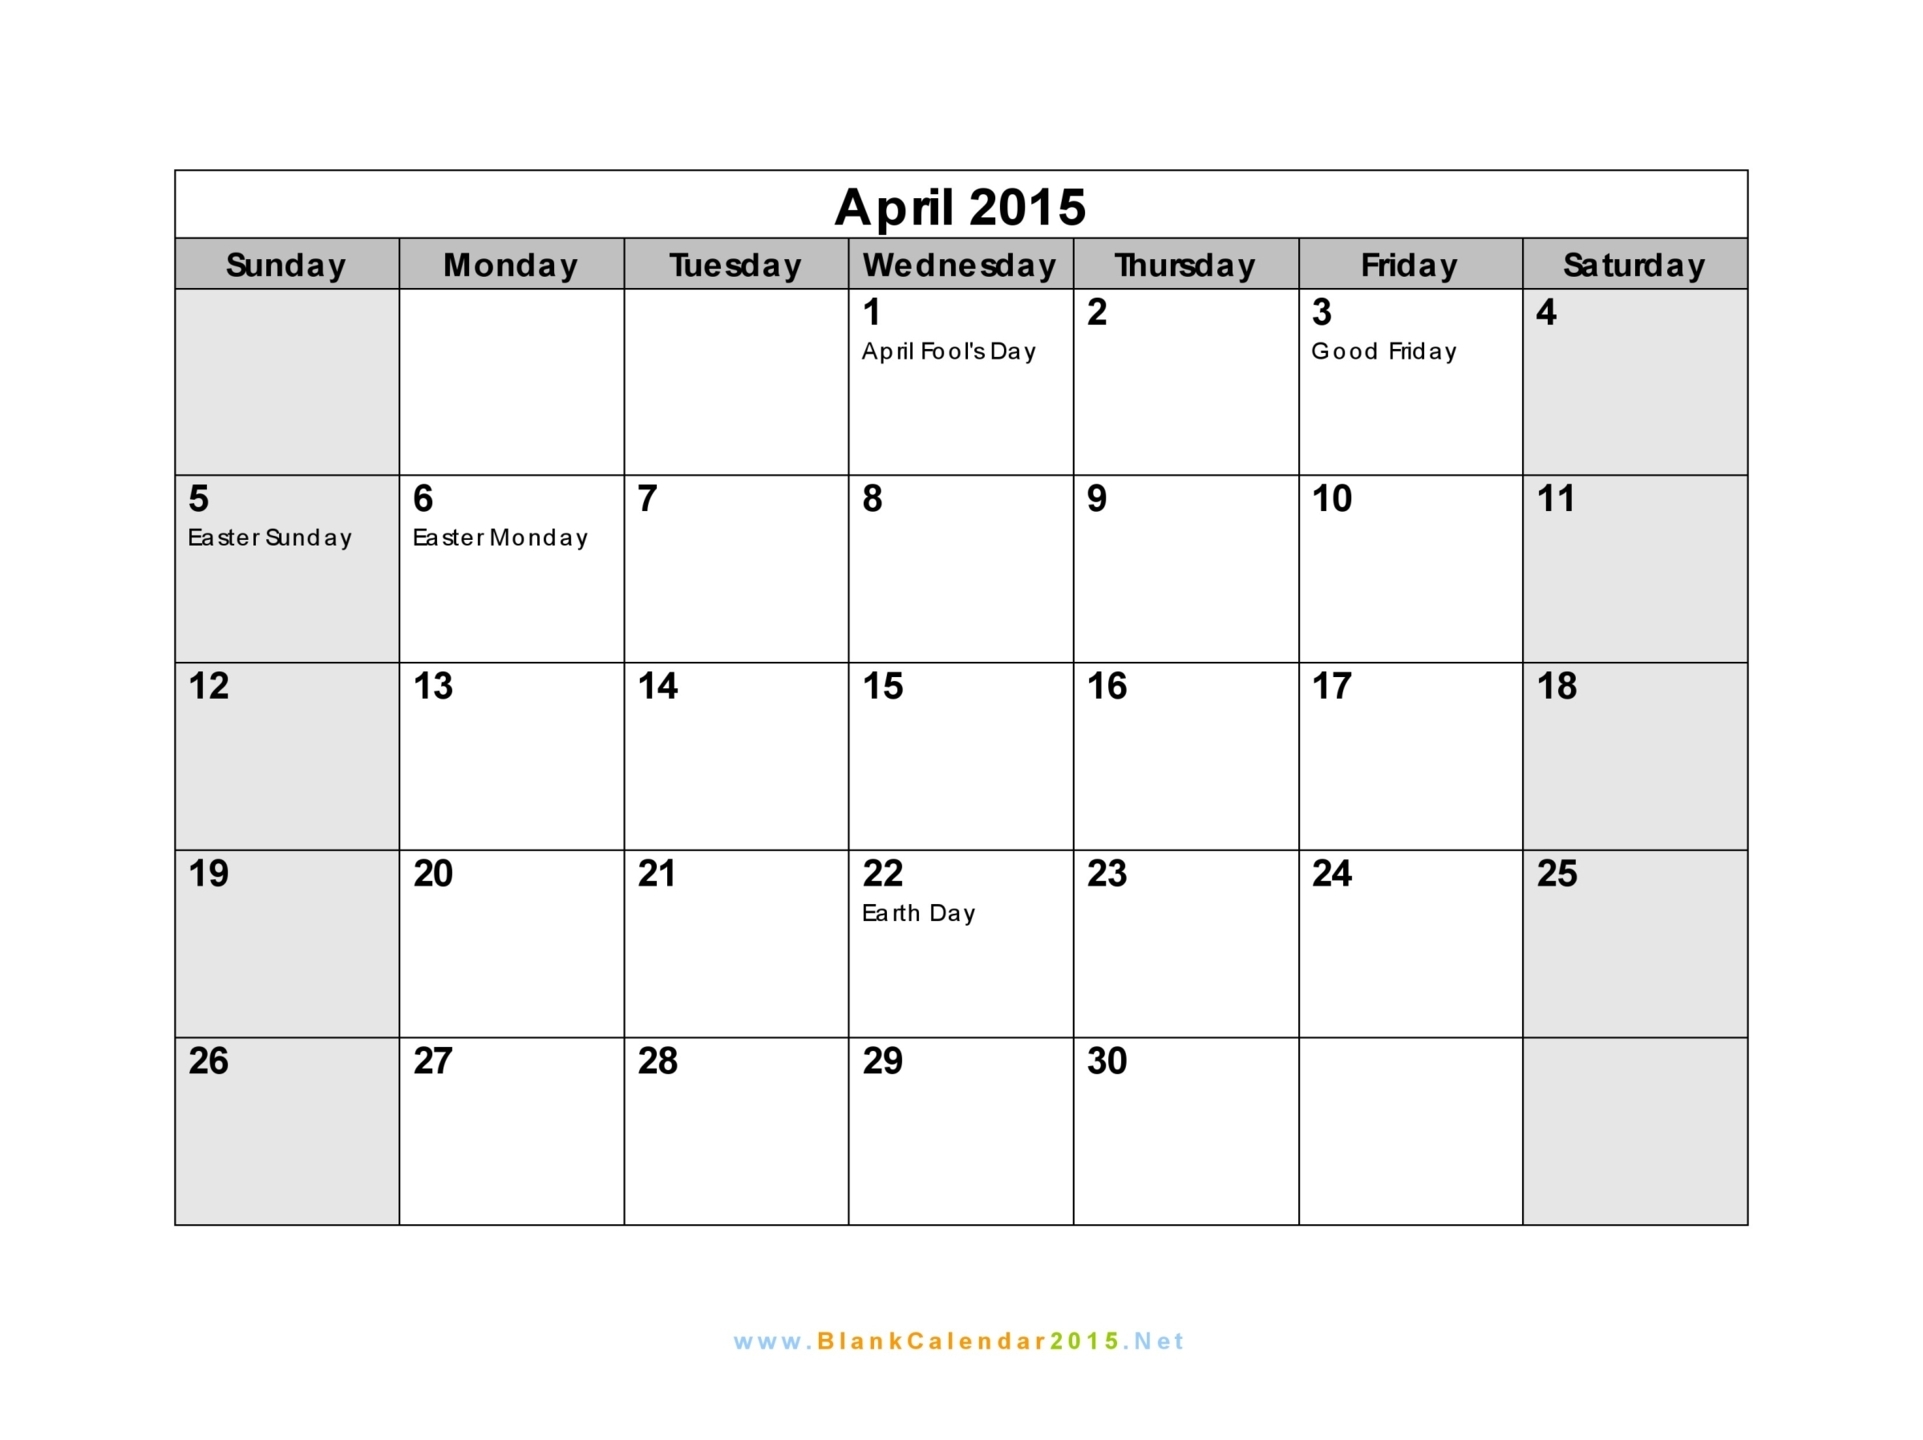 April 2015
Sunday Monday Tuesday Wednesday Thursday Friday Saturday
1 2 3 4
April Fool's Day Good Friday
5 6 7 8 9 10 11
Easter Sunday Easter Monday
12 13 14 15 16 17 18
19 20 21 22 23 24 25
Earth Day
26 27 28 29 30
www.BlankCalendar2015.Net